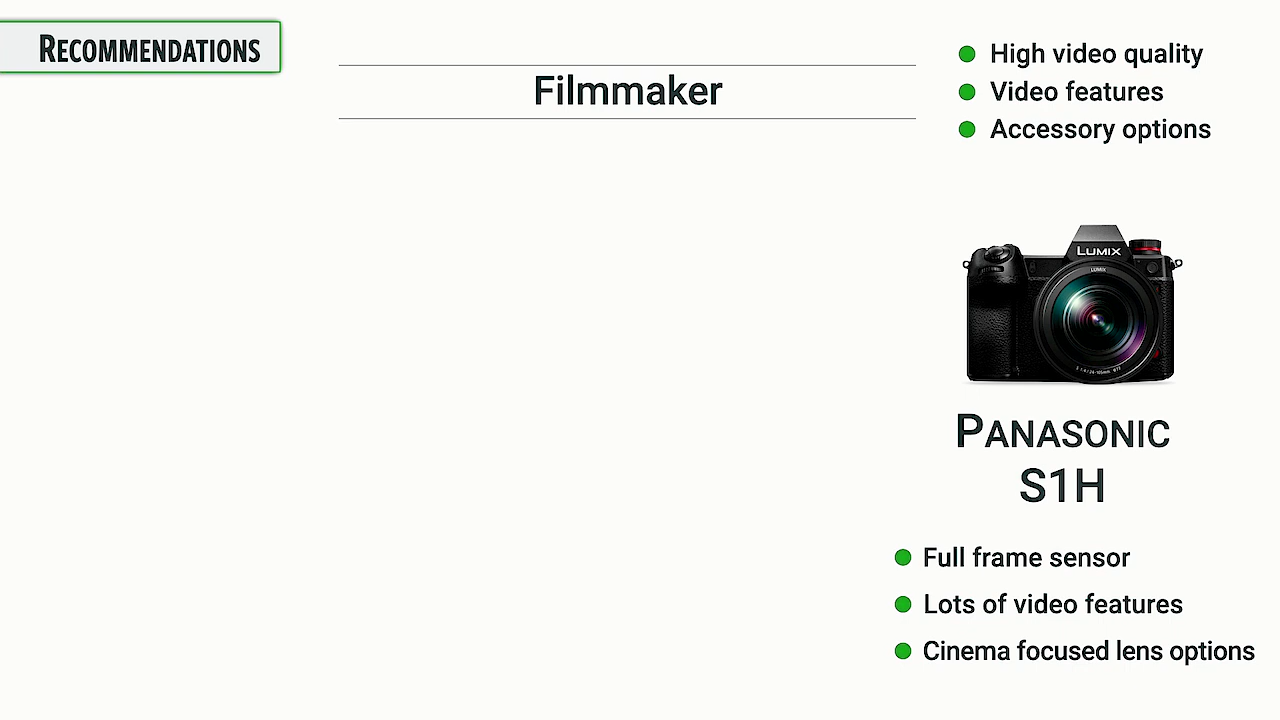 RECOMMENDATIONS
Filmmaker
High video quality
Video features
Accessory options
LUMIX
LUMIX
PANASONIC
S1H
Full frame sensor
Lots of video features
Cinema focused lens options